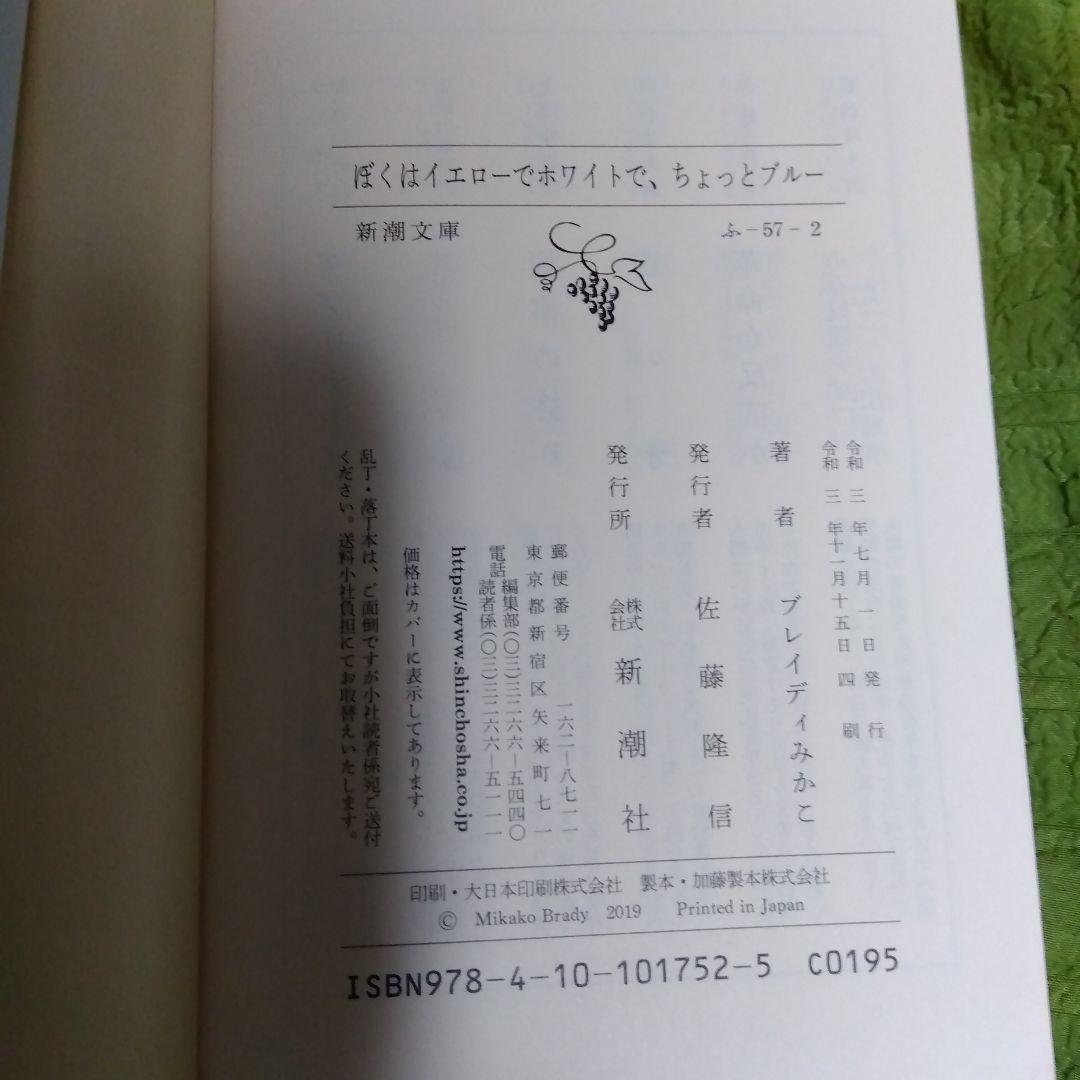 ぼくはイエローでホワイトで、ちょっとブルー
新潮文庫
ふ-57-2
令和三年七月一日発行
令和三年十一月十五日四刷
著者 ブレイディみかこ
発行者 佐藤隆信
発行所 株式会社 新潮社
郵便番号 一六二―八七一一
東京都新宿区矢来町七一
電話 編集部(〇三)三二六六―五四四〇
読者係(〇三)三二六六―五一一一
https://www.shinchosha.co.jp
価格はカバーに表示してあります。
乱丁・落丁本は、ご面倒ですが小社読者係宛ご送付
ください。送料小社負担にてお取替えいたします。
印刷・大日本印刷株式会社 製本・加藤製本株式会社
© Mikako Brady 2019 Printed in Japan
ISBN978-4-10-101752-5 C0195